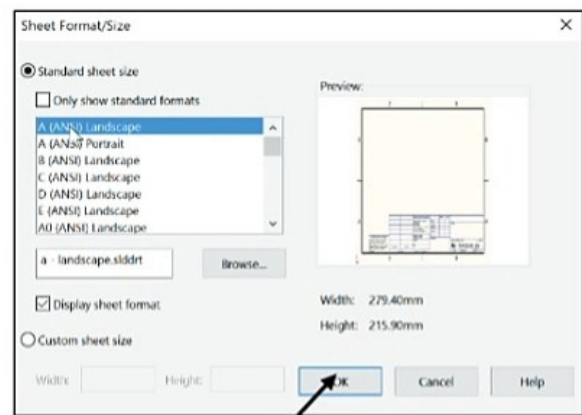 Sheet Format/Size
Standard sheet size
Only show standard formats
A (ANSI) Landscape
A (ANSI) Portrait
B (ANSI) Landscape
C (ANSI) Landscape
D (ANSI) Landscape
E (ANSI) Landscape
A0 (ANSI) Landscape
a - landscape.slddrt
Browse...
Display sheet format
Custom sheet size
Width:
Height:
Preview:
Width: 279.40mm
Height: 215.90mm
OK
Cancel
Help